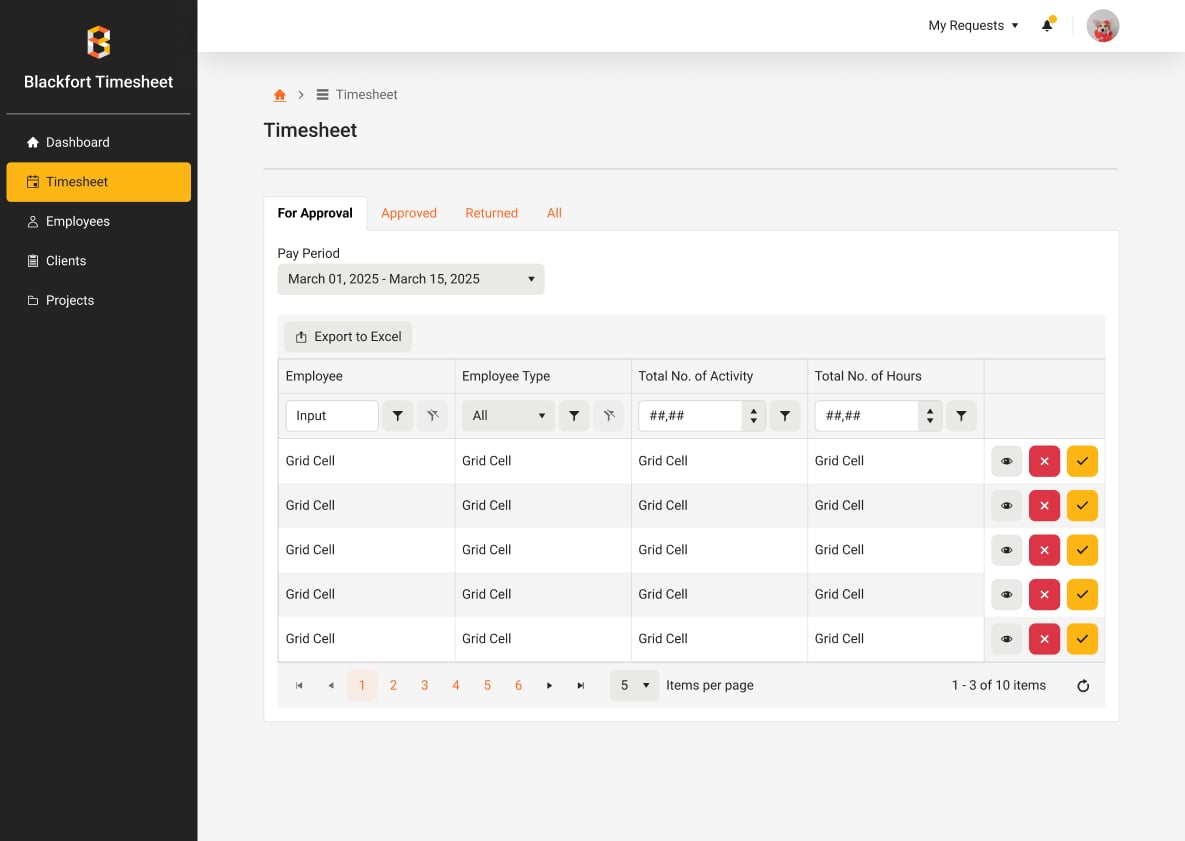 My Requests
Blackfort Timesheet
Dashboard
Timesheet
Employees
Clients
Projects
Timesheet
Timesheet
For Approval Approved Returned All
Pay Period
March 01, 2025 - March 15, 2025
Export to Excel
Employee Employee Type Total No. of Activity Total No. of Hours
Input All ##,## ##,##
Grid Cell Grid Cell Grid Cell Grid Cell
Grid Cell Grid Cell Grid Cell Grid Cell
Grid Cell Grid Cell Grid Cell Grid Cell
Grid Cell Grid Cell Grid Cell Grid Cell
Grid Cell Grid Cell Grid Cell Grid Cell
1 2 3 4 5 6 5 Items per page 1 - 3 of 10 items